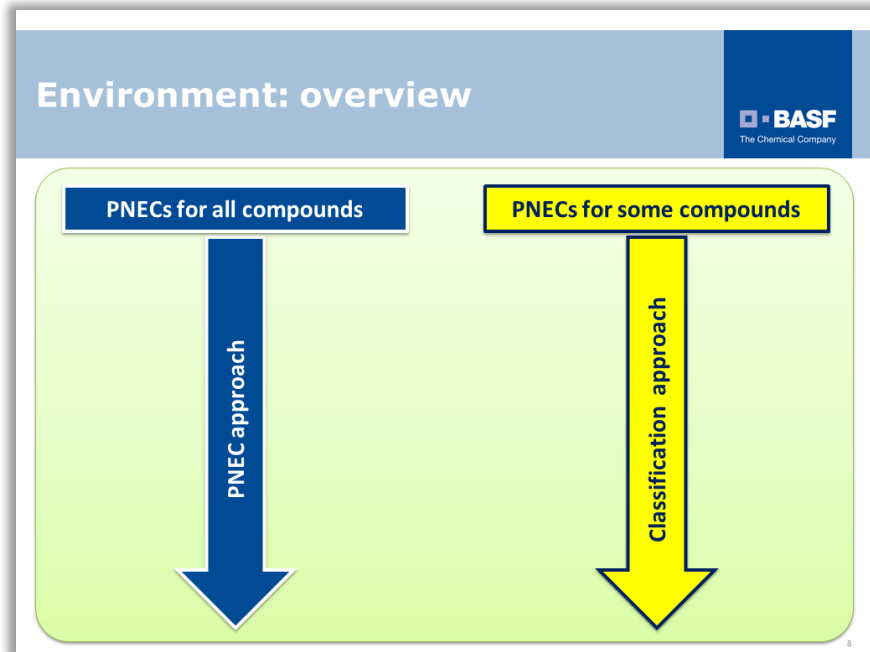 Environment: overview
BASF
The Chemical Company
PNECs for all compounds
PNECs for some compounds
PNEC approach
Classification approach
8